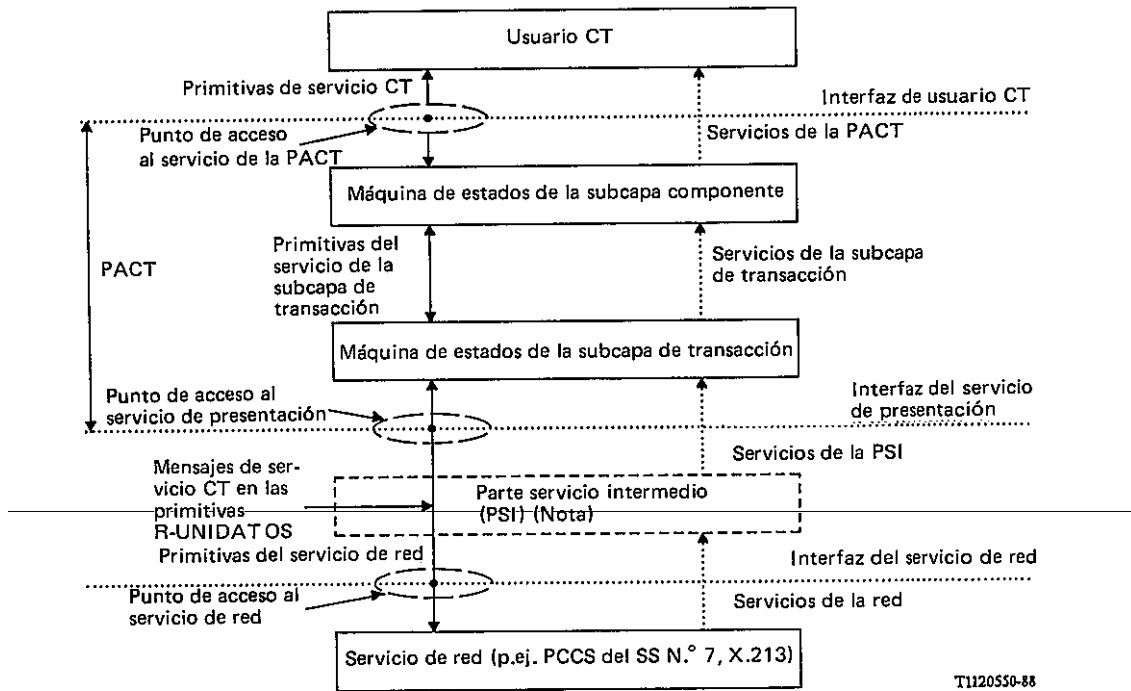 Usuario CT
Primitivas de servicio CT
Interfaz de usuario CT
Punto de acceso
al servicio de la PACT
Servicios de la PACT
Máquina de estados de la subcapa componente
PACT
Primitivas del
servicio de la
subcapa de
transacción
Servicios de la subcapa
de transacción
Máquina de estados de la subcapa de transacción
Punto de acceso al
servicio de presentación
Interfaz del servicio
de presentación
Servicios de la PSI
Mensajes de ser-
vicio CT en las
primitivas
R-UNIDATOS
Parte servicio intermedio
(PSI) (Nota)
Primitivas del servicio de red
Interfaz del servicio de red
Punto de acceso al
servicio de red
Servicios de la red
Servicio de red (p.ej. PCCS del SS N.° 7, X.213)
T1120550-88